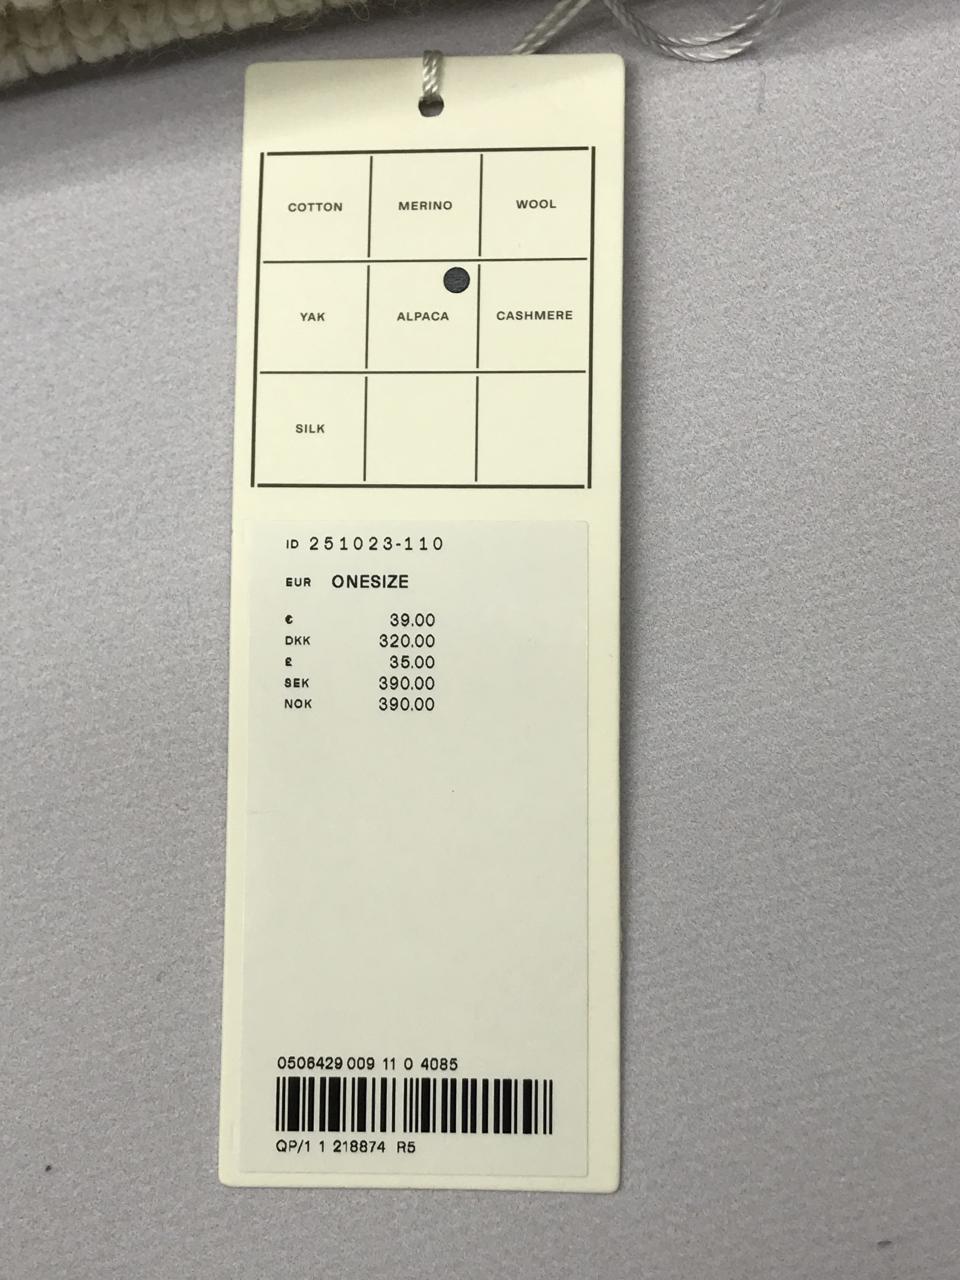 COTTON MERINO WOOL
YAK ALPACA CASHMERE
SILK
ID 251023-110
EUR ONESIZE
€ 39.00
DKK 320.00
£ 35.00
SEK 390.00
NOK 390.00
0506429 009 11 0 4085
QP/1 1 218874 R5